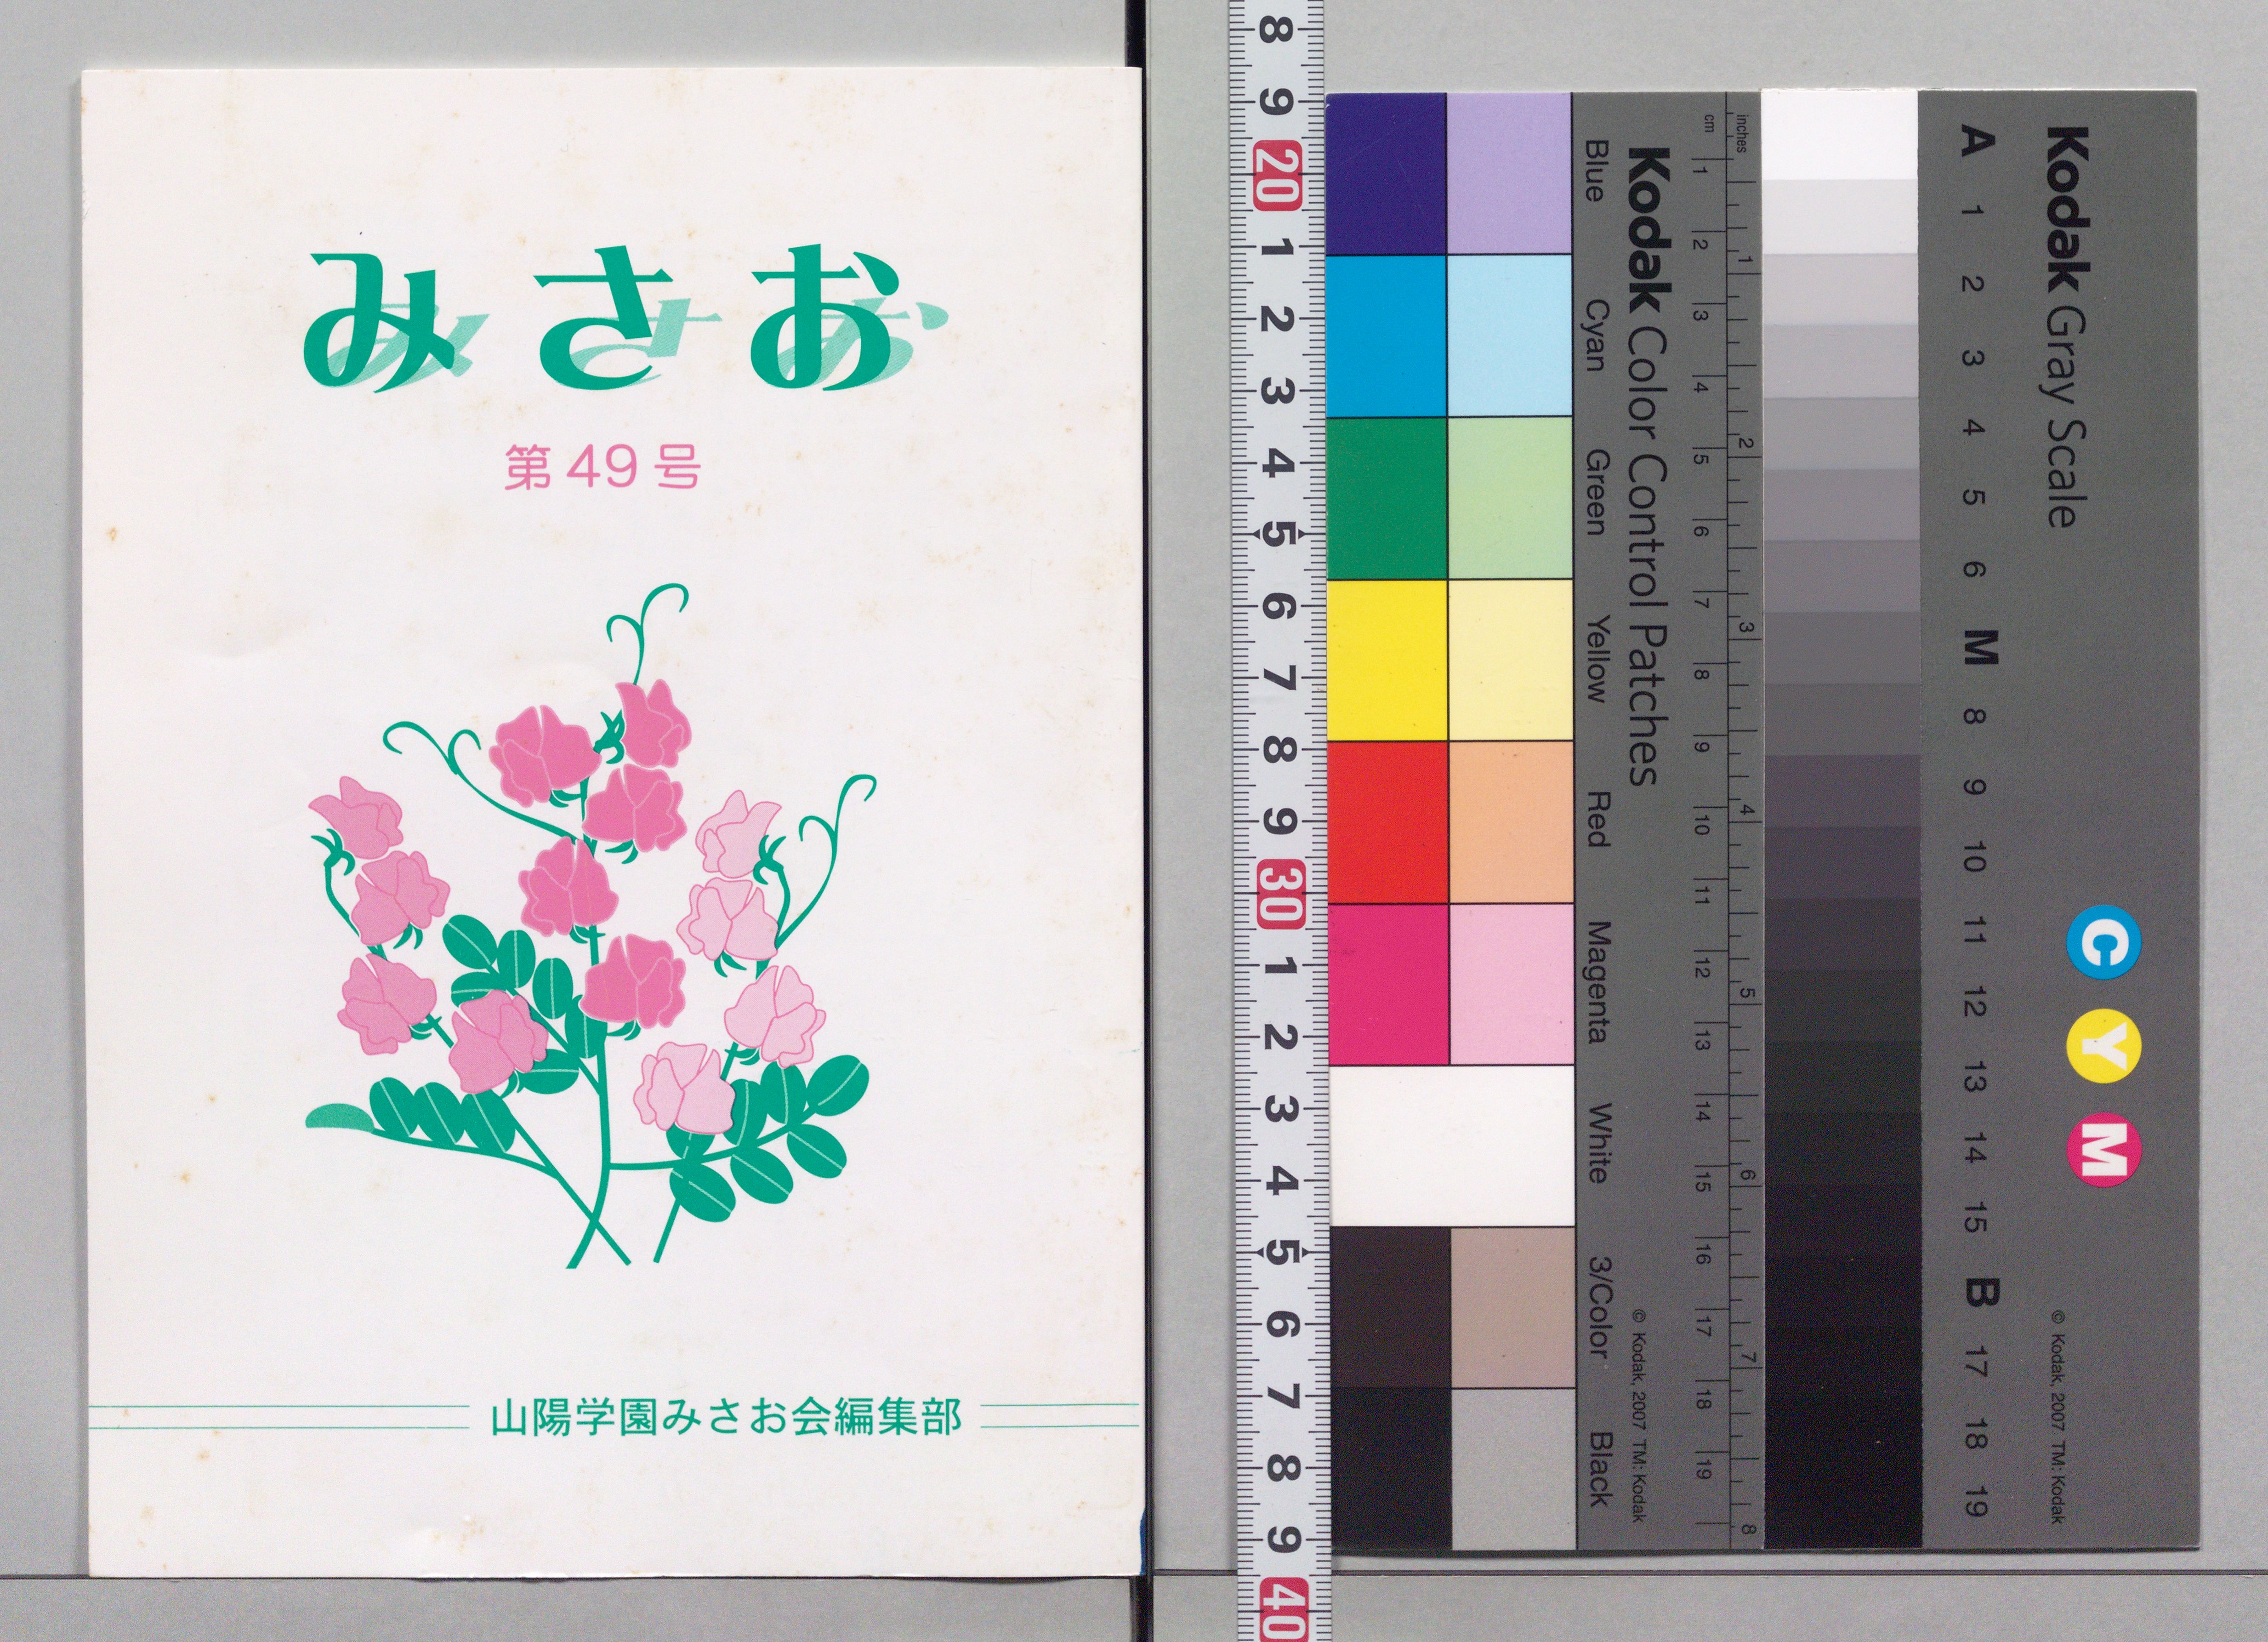 みさお
第49号
山陽学園みさお会編集部
8 9 20 1 2 3 4 5 6 7 8 9 30 1 2 3 4 5 6 7 8 9 40
Kodak Color Control Patches
© Kodak, 2007 TM: Kodak
Blue Cyan Green Yellow Red Magenta White 3/Color Black
inches 1 2 3 4 5 6 7 8
cm 1 2 3 4 5 6 7 8 9 10 11 12 13 14 15 16 17 18 19
Kodak Gray Scale
C Y M
© Kodak, 2007 TM: Kodak
A 1 2 3 4 5 6 M 8 9 10 11 12 13 14 15 B 17 18 19